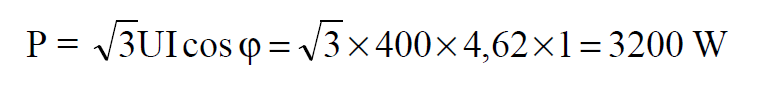 P = √3UI cos φ = √3 × 400 × 4,62 × 1 = 3200 W